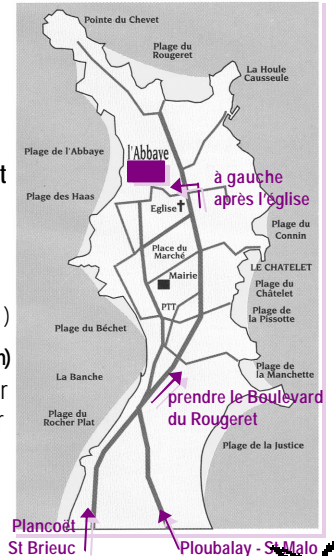 Pointe du Chevet
Plage du
Rougeret
La Houle
Causseule
Plage de l'Abbaye
l'Abbaye
t
à gauche
après l'église
Plage des Haas
Eglise
Plage du
Connin
Place du
Marché
LE CHATELET
Mairie
Plage du
Châtelet
PTT
Plage de
la Pissotte
)
Plage du Béchet
n)
Plage de
la Manchette
La Banche
r
prendre le Boulevard
du Rougeret
Plage du
Rocher Plat
r
Plage de la Justice
Plancoët
St Brieuc
Ploubalay - St Malo